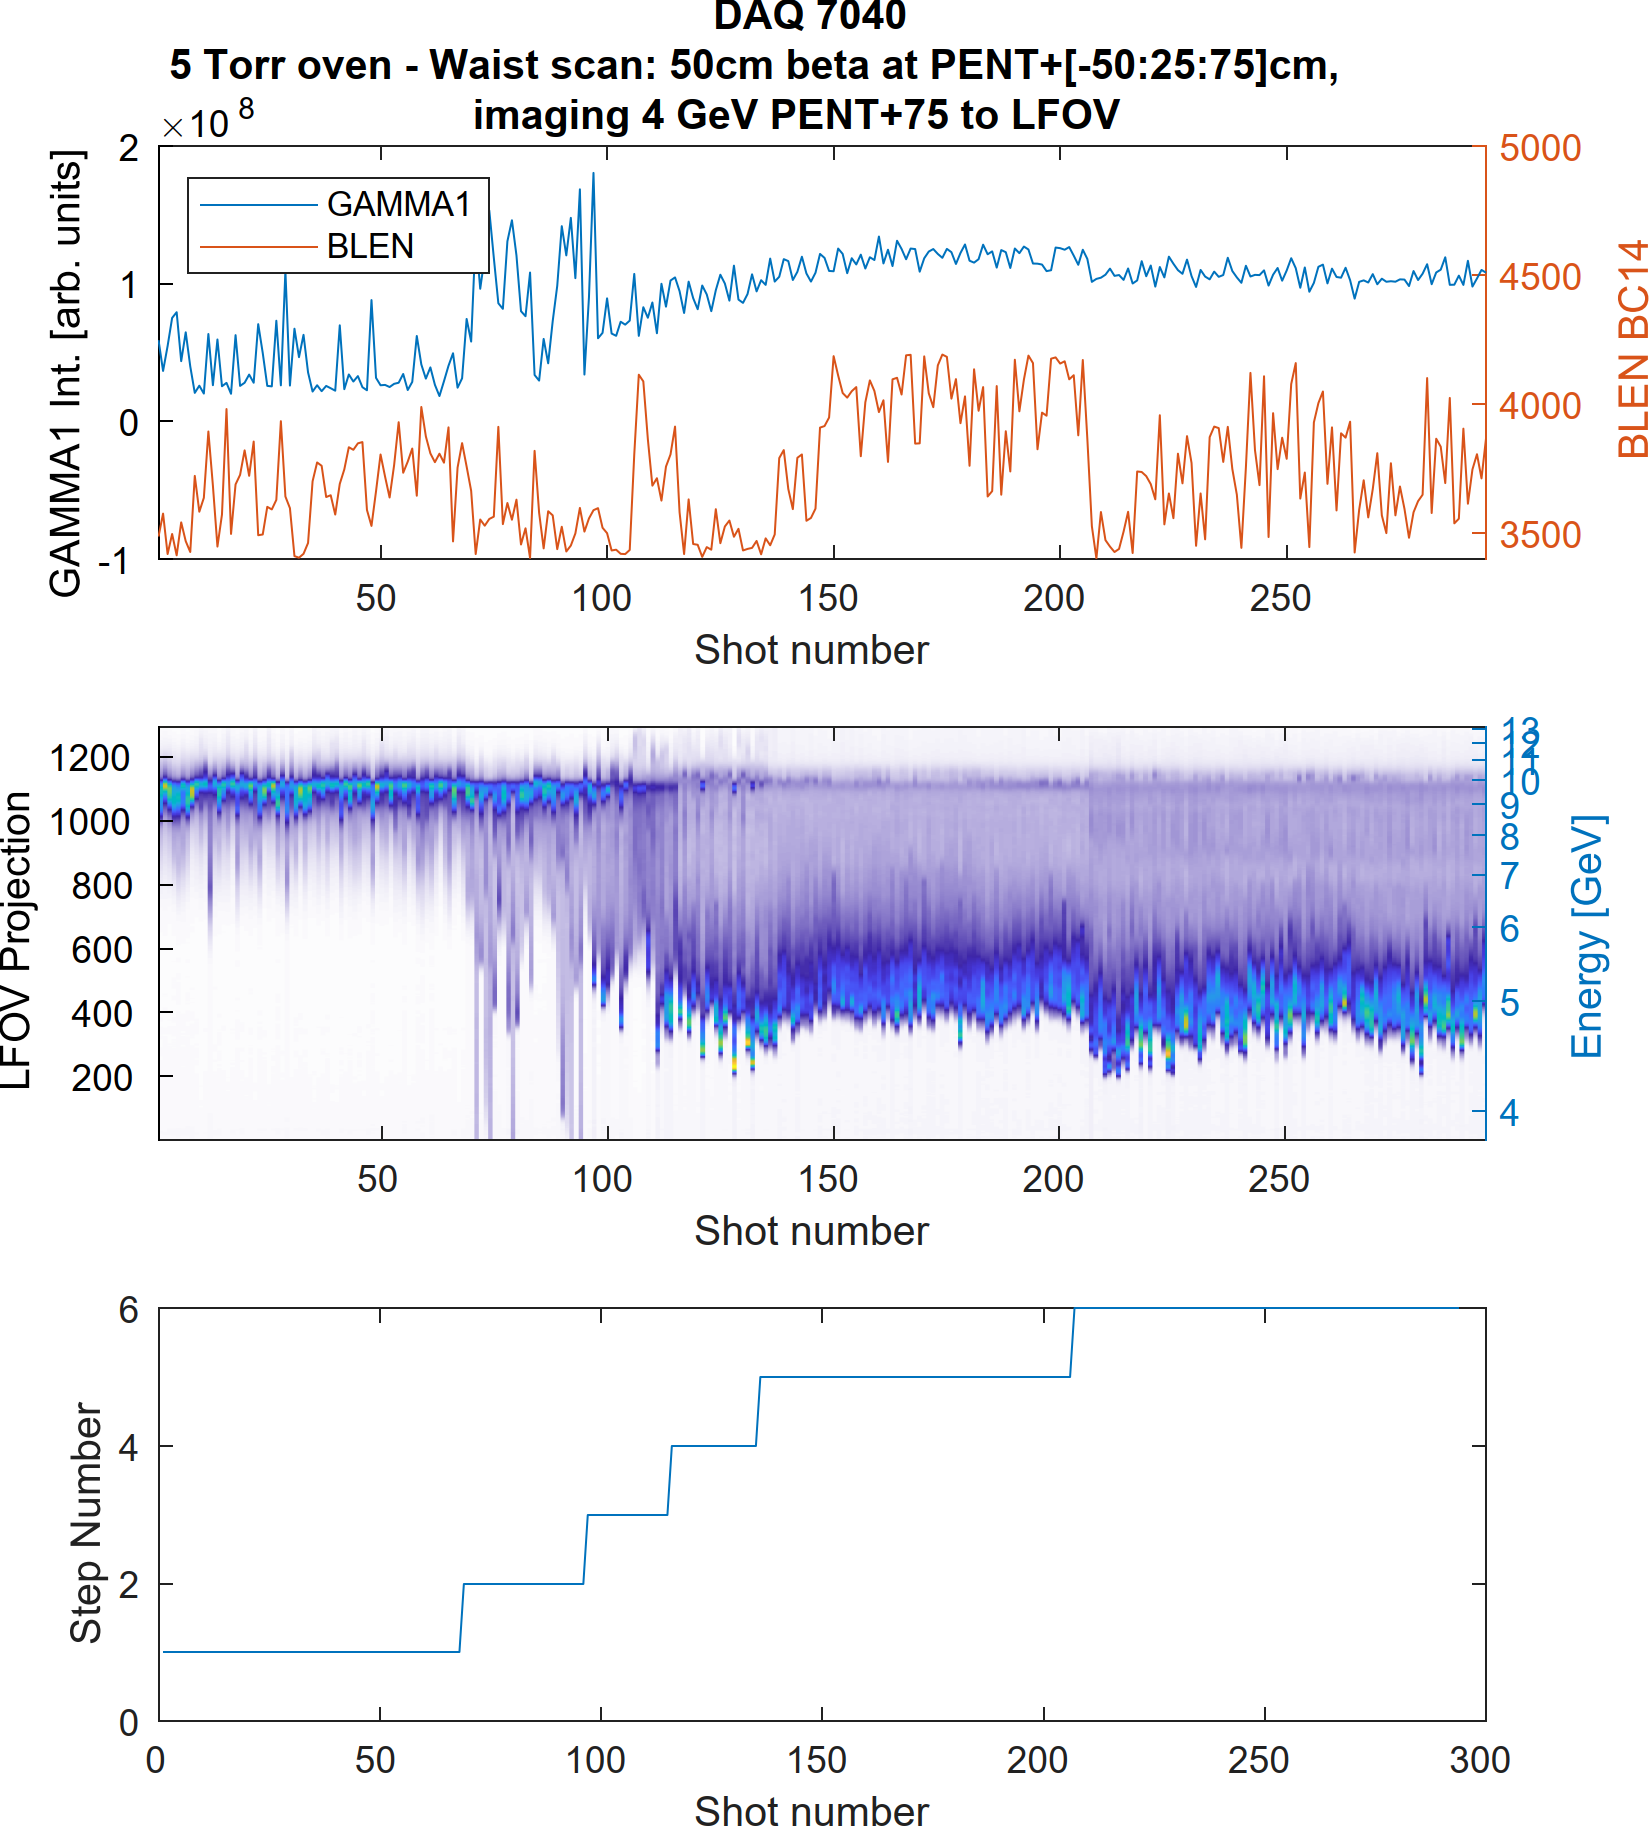 DAQ 7040
5 Torr oven - Waist scan: 50cm beta at PENT+[-50:25:75]cm,
imaging 4 GeV PENT+75 to LFOV
×10 8
2
1
0
-1
GAMMA1 Int. [arb. units]
GAMMA1
BLEN
5000
4500
4000
3500
BLEN BC14
50 100 150 200 250
Shot number
1200
1000
800
600
400
200
LFOV Projection
13
12
11
10
9
8
7
6
5
4
Energy [GeV]
50 100 150 200 250
Shot number
6
4
2
0
Step Number
0 50 100 150 200 250 300
Shot number